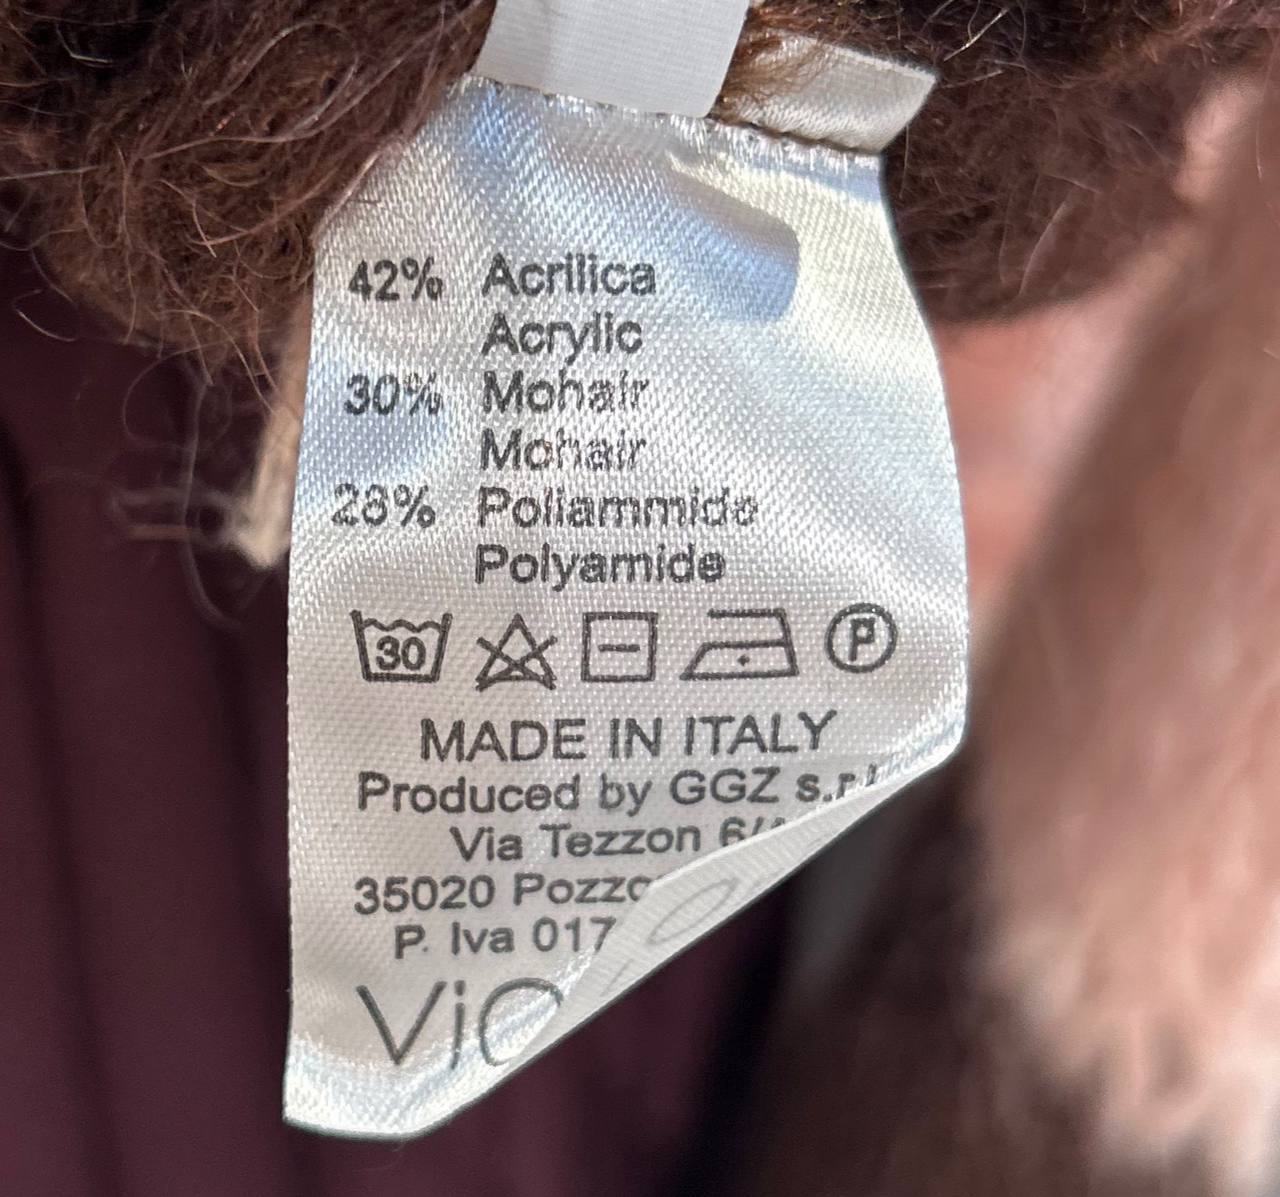 42% Acrilica
Acrylic
30% Mohair
Mohair
28% Poliammide
Polyamide
30 P
MADE IN ITALY
Produced by GGZ s.r.l
Via Tezzon
35020
P. Iva